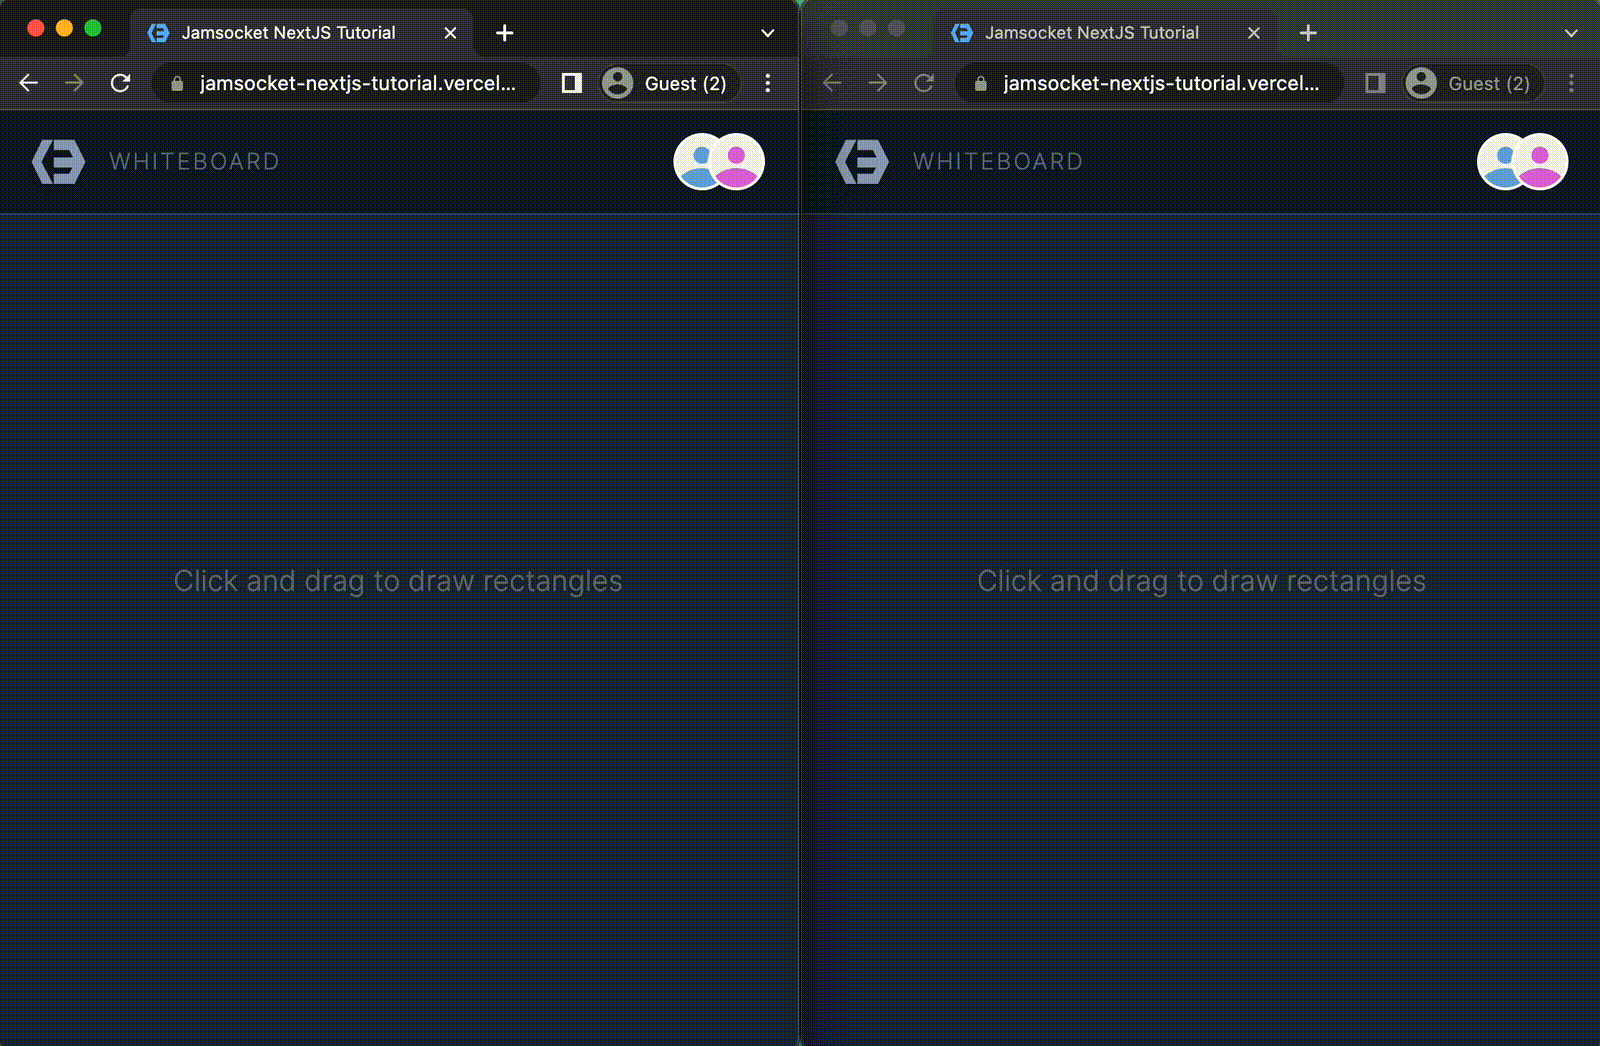 Jamsocket NextJS Tutorial
jamsocket-nextjs-tutorial.vercel...
Guest (2)
WHITEBOARD
Click and drag to draw rectangles
Jamsocket NextJS Tutorial
jamsocket-nextjs-tutorial.vercel...
Guest (2)
WHITEBOARD
Click and drag to draw rectangles